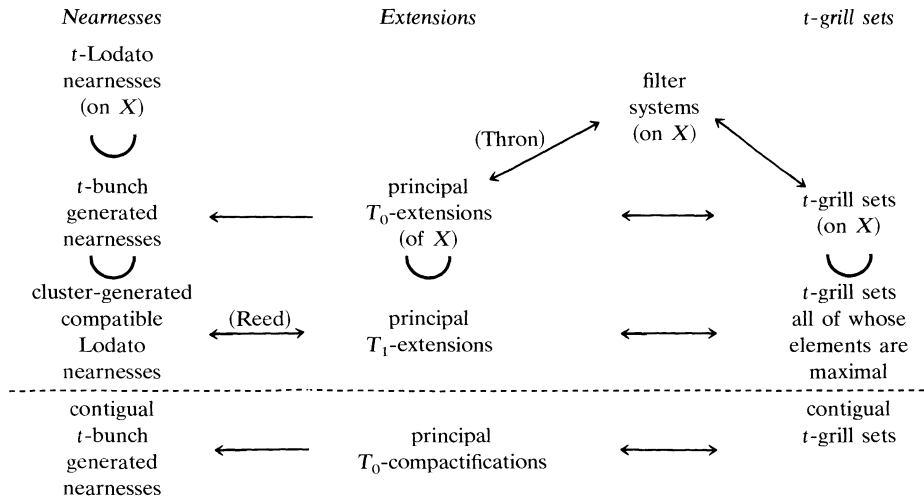 Nearnesses Extensions t-grill sets
t-Lodato
nearnesses
(on X)
filter
systems
(on X)
(Thron)
t-bunch
generated
nearnesses
principal
T₀-extensions
(of X)
t-grill sets
(on X)
cluster-generated
compatible
Lodato
nearnesses
(Reed)
principal
T₁-extensions
t-grill sets
all of whose
elements are
maximal
contigual
t-bunch
generated
nearnesses
principal
T₀-compactifications
contigual
t-grill sets